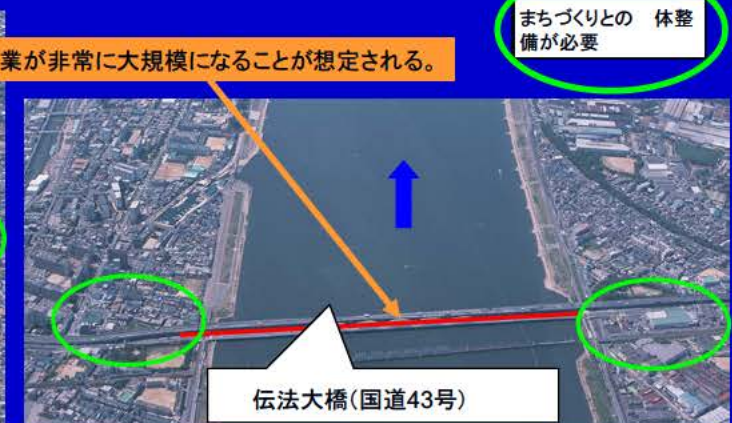 まちづくりとの 体整
備が必要
業が非常に大規模になることが想定される。
伝法大橋(国道43号)